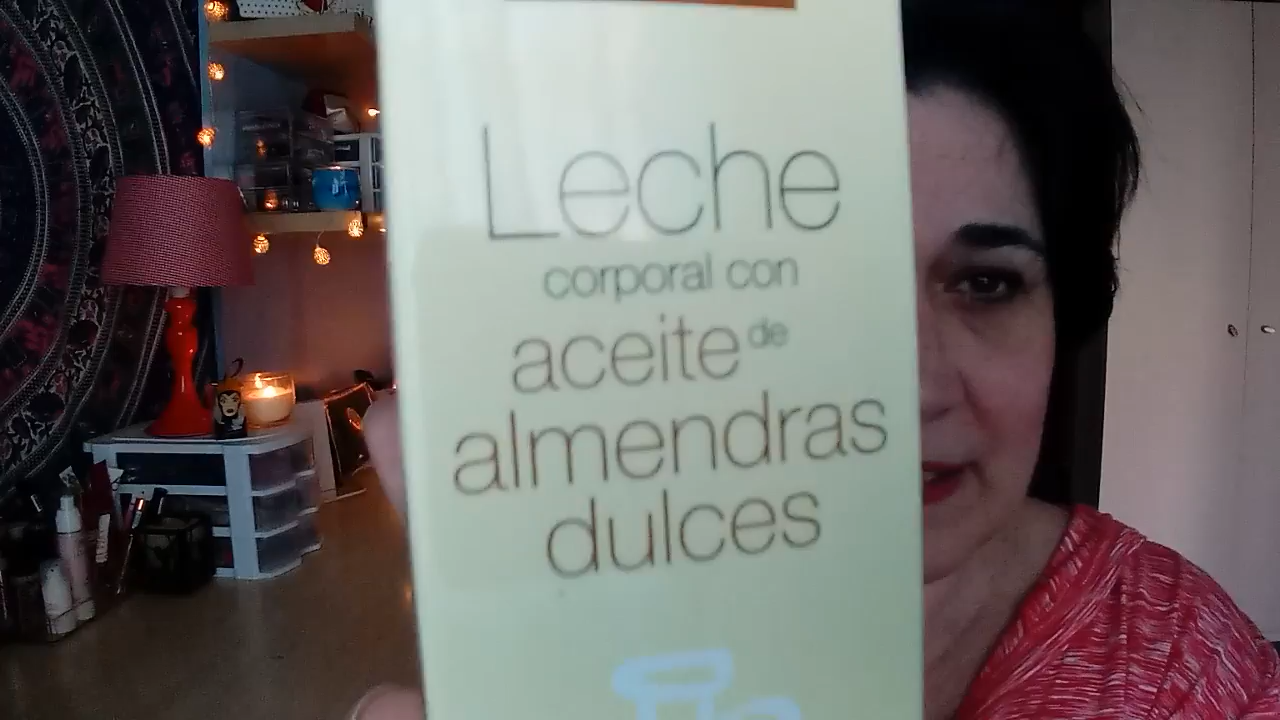 Leche
corporal con
aceite de
almendras
dulces